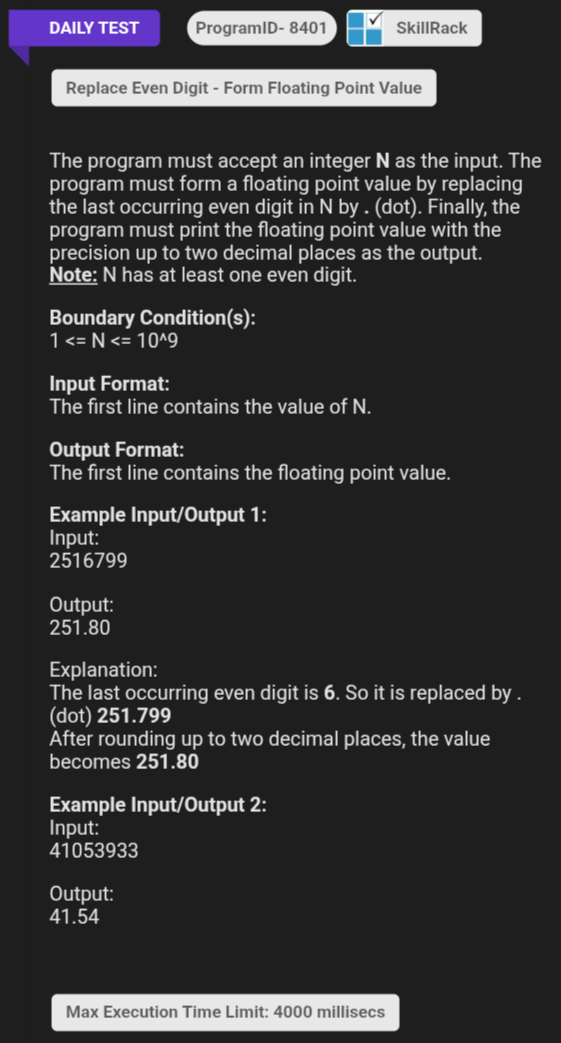 DAILY TEST
ProgramID- 8401
SkillRack
Replace Even Digit - Form Floating Point Value
The program must accept an integer N as the input. The
program must form a floating point value by replacing
the last occurring even digit in N by . (dot). Finally, the
program must print the floating point value with the
precision up to two decimal places as the output.
Note: N has at least one even digit.
Boundary Condition(s):
1 <= N <= 10^9
Input Format:
The first line contains the value of N.
Output Format:
The first line contains the floating point value.
Example Input/Output 1:
Input:
2516799
Output:
251.80
Explanation:
The last occurring even digit is 6. So it is replaced by .
(dot) 251.799
After rounding up to two decimal places, the value
becomes 251.80
Example Input/Output 2:
Input:
41053933
Output:
41.54
Max Execution Time Limit: 4000 millisecs